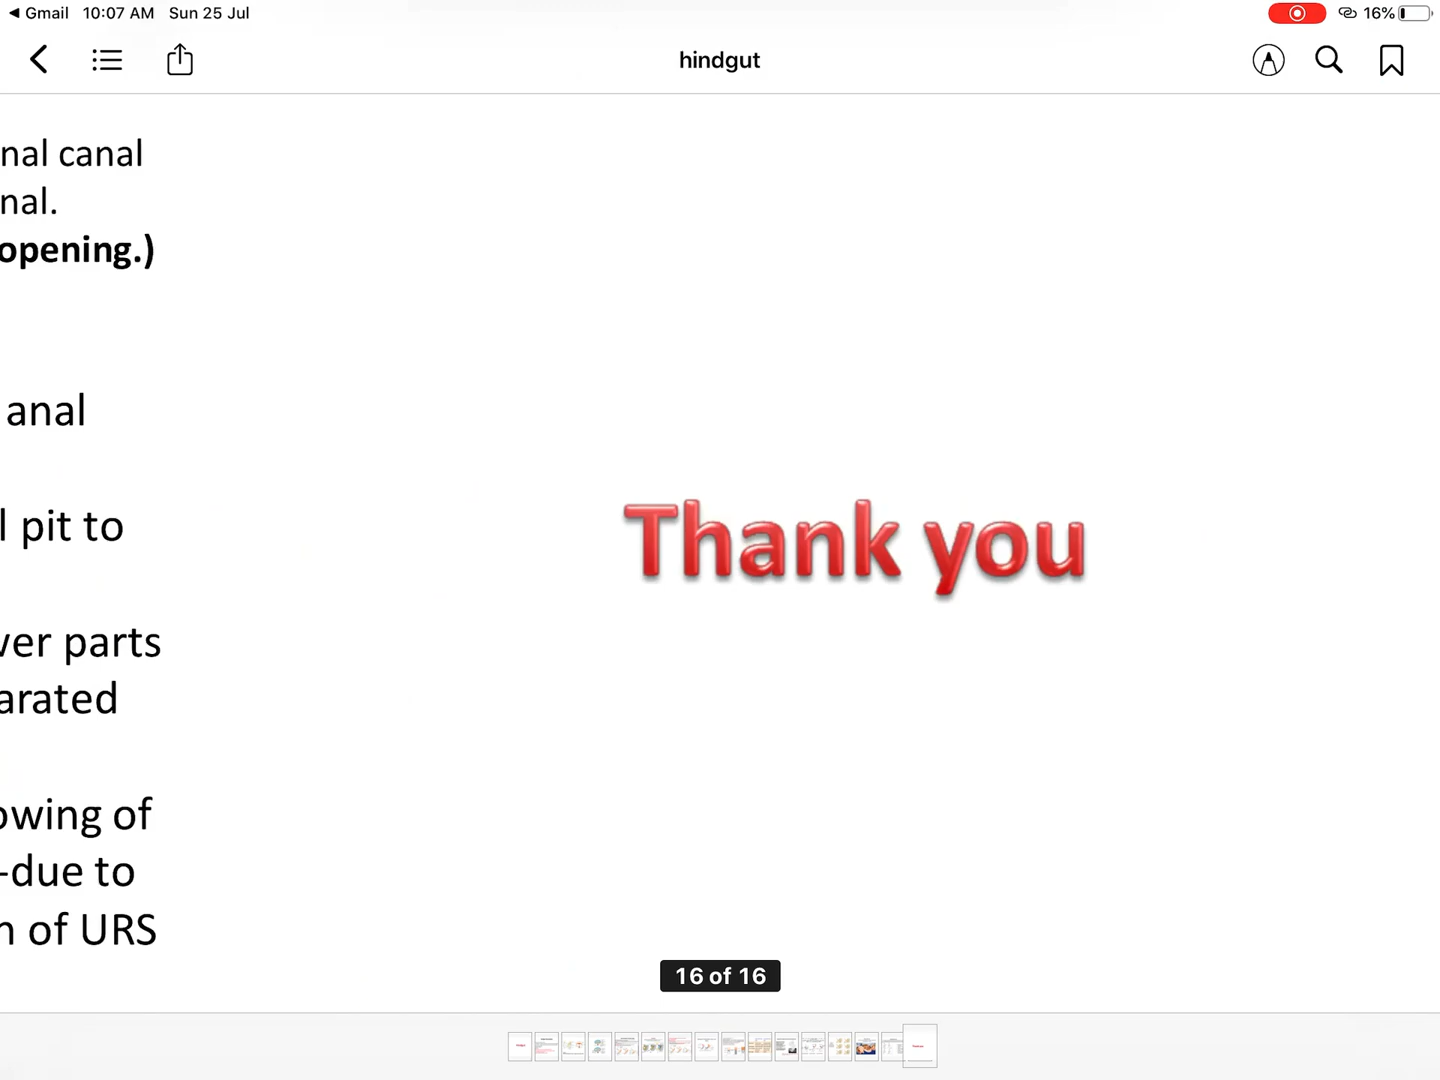 Gmail 10:07 AM Sun 25 Jul 16%
hindgut
nal canal
nal.
opening.)
anal
l pit to
ver parts
arated
owing of
-due to
n of URS
Thank you
16 of 16